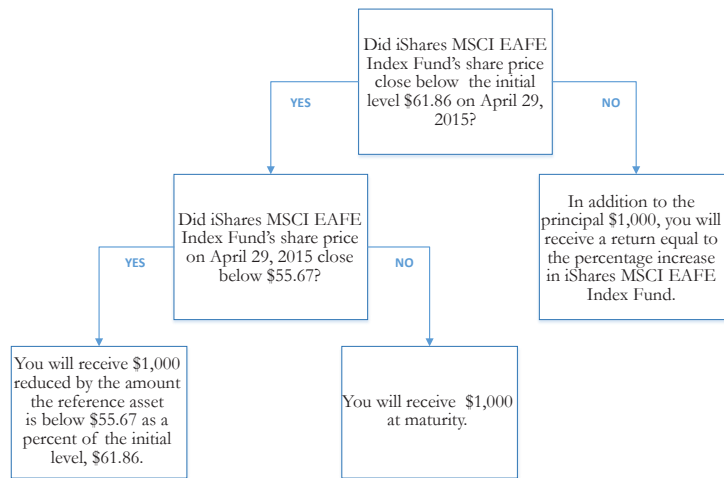 Did iShares MSCI EAFE
Index Fund's share price
close below the initial
level $61.86 on April 29,
2015?
YES
NO
Did iShares MSCI EAFE
Index Fund's share price
on April 29, 2015 close
below $55.67?
In addition to the
principal $1,000, you will
receive a return equal to
the percentage increase
in iShares MSCI EAFE
Index Fund.
YES
NO
You will receive $1,000
reduced by the amount
the reference asset
is below $55.67 as a
percent of the initial
level, $61.86.
You will receive $1,000
at maturity.